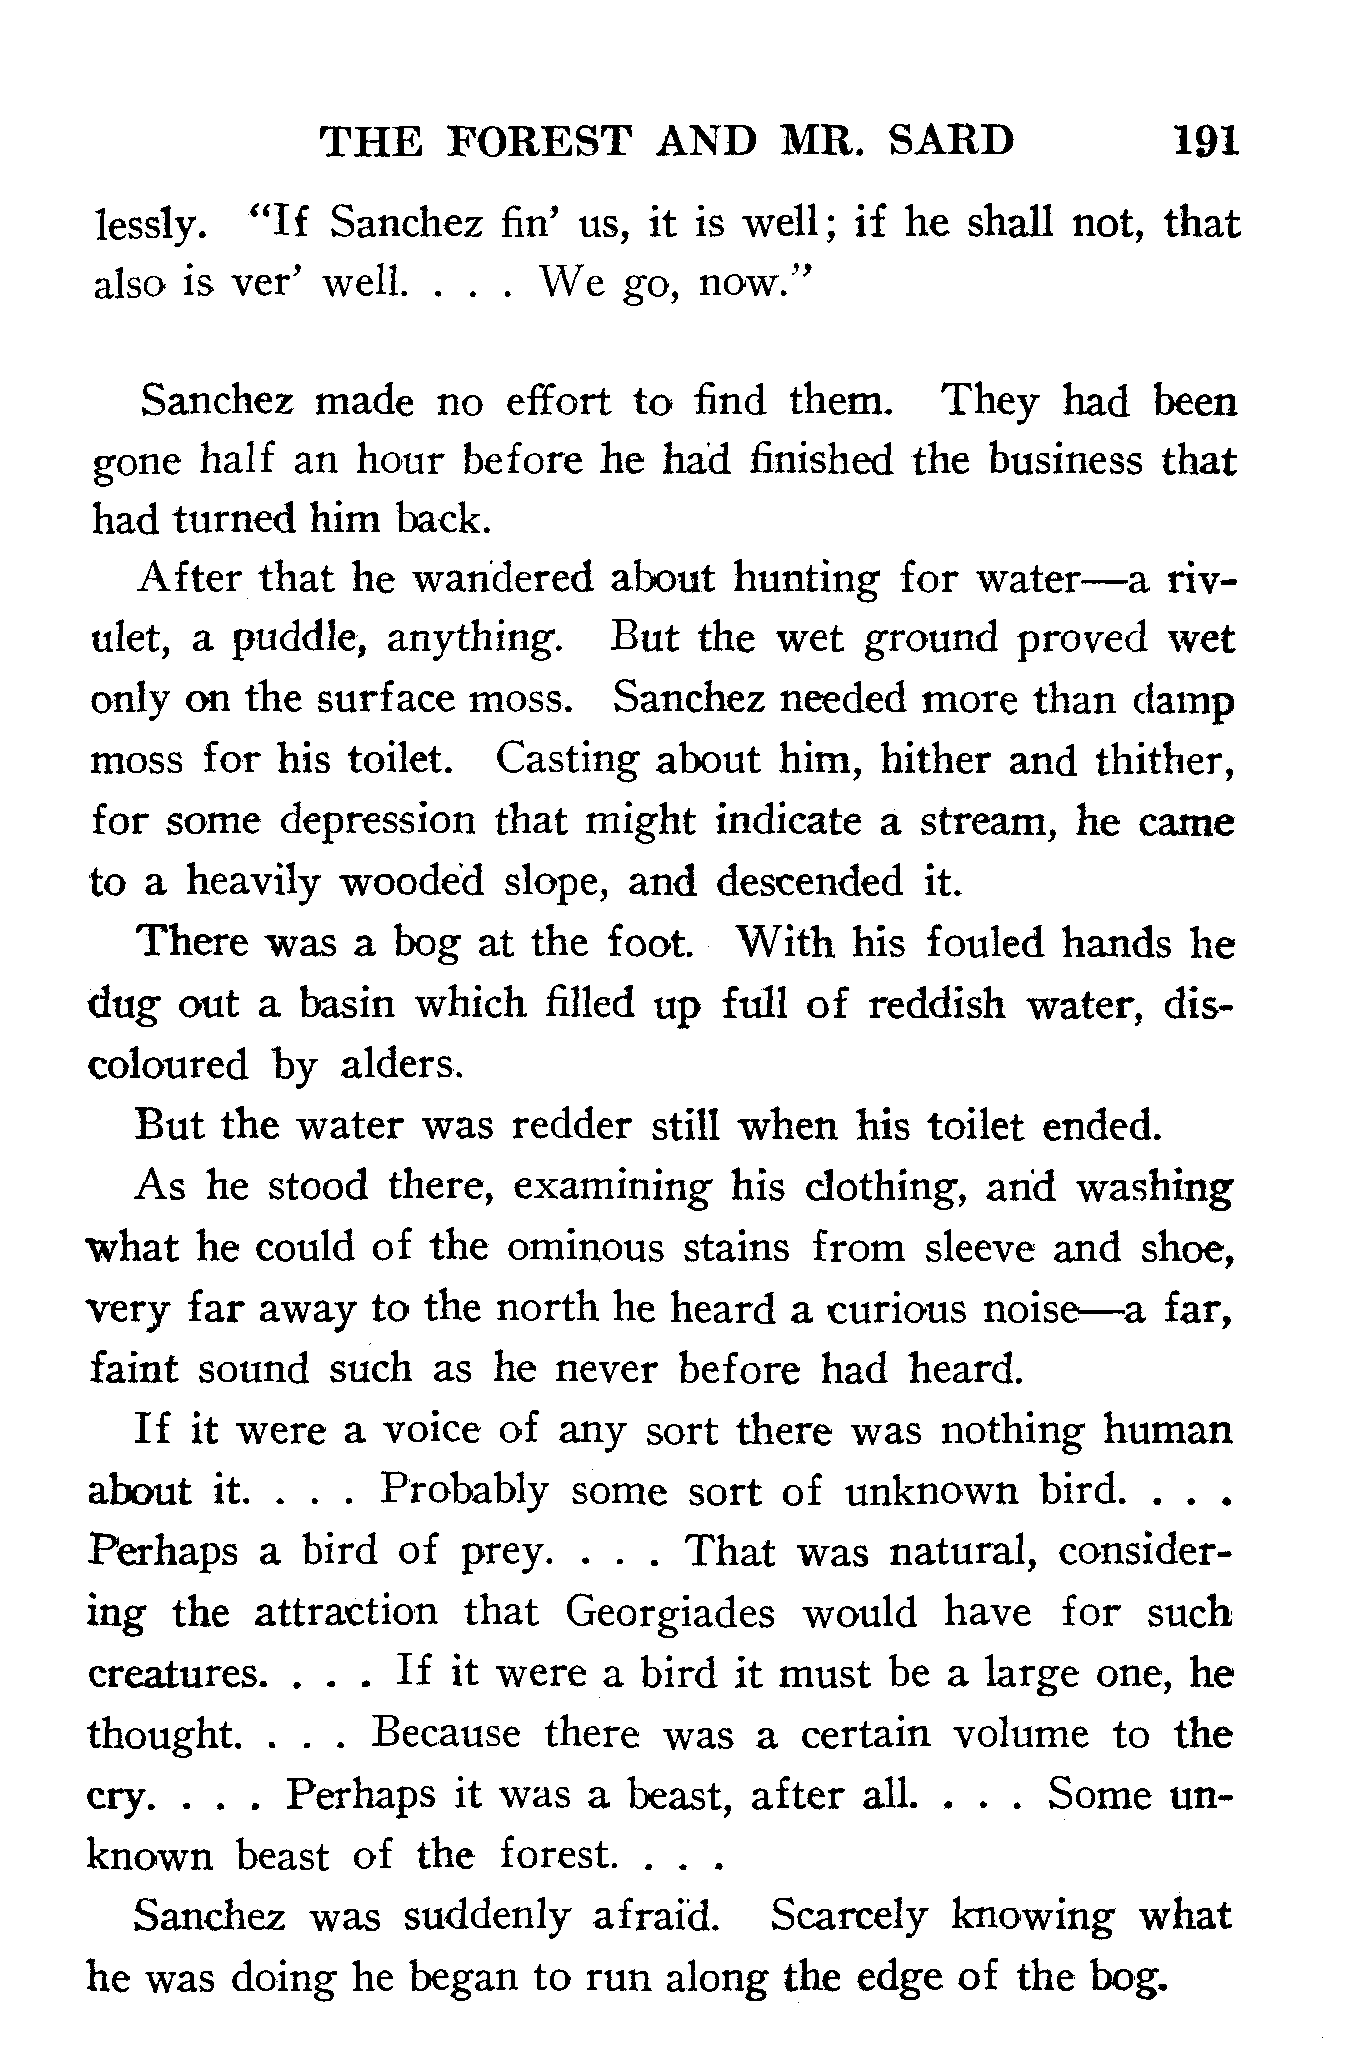 THE FOREST AND MR. SARD 191
lessly. "If Sanchez fin' us, it is well; if he shall not, that
also is ver' well. . . . We go, now."
Sanchez made no effort to find them. They had been
gone half an hour before he had finished the business that
had turned him back.
After that he wandered about hunting for water—a riv-
ulet, a puddle, anything. But the wet ground proved wet
only on the surface moss. Sanchez needed more than damp
moss for his toilet. Casting about him, hither and thither,
for some depression that might indicate a stream, he came
to a heavily wooded slope, and descended it.
There was a bog at the foot. With his fouled hands he
dug out a basin which filled up full of reddish water, dis-
coloured by alders.
But the water was redder still when his toilet ended.
As he stood there, examining his clothing, and washing
what he could of the ominous stains from sleeve and shoe,
very far away to the north he heard a curious noise—a far,
faint sound such as he never before had heard.
If it were a voice of any sort there was nothing human
about it. . . . Probably some sort of unknown bird. . . .
Perhaps a bird of prey. . . . That was natural, consider-
ing the attraction that Georgiades would have for such
creatures. . . . If it were a bird it must be a large one, he
thought. . . . Because there was a certain volume to the
cry. . . . Perhaps it was a beast, after all. . . . Some un-
known beast of the forest. . . .
Sanchez was suddenly afraid. Scarcely knowing what
he was doing he began to run along the edge of the bog.